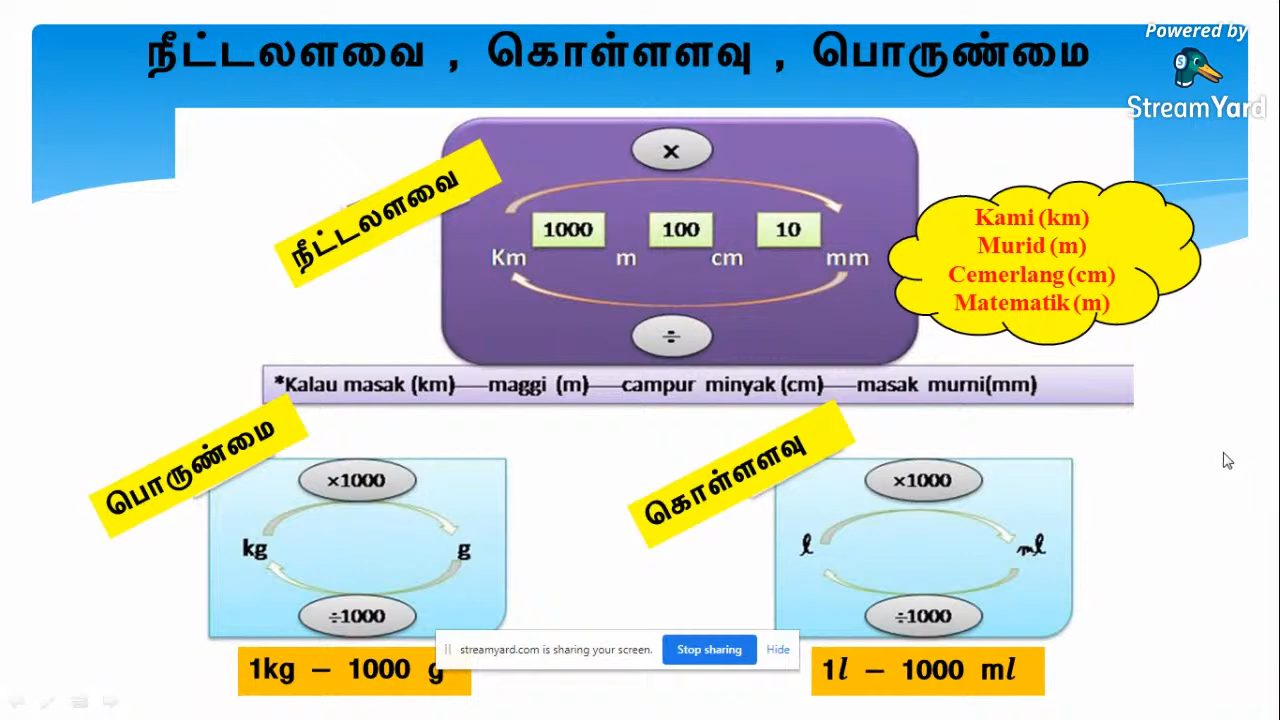 Powered by
StreamYard
நீட்டலளவை , கொள்ளளவு , பொருண்மை
நீட்டலளவை
x
1000 100 10
Km m cm mm
÷
Kami (km)
Murid (m)
Cemerlang (cm)
Matematik (m)
*Kalau masak (km)——maggi (m)——campur minyak (cm)——masak murni(mm)
பொருண்மை
×1000
kg g
÷1000
1kg – 1000 g
கொள்ளளவு
×1000
l ml
÷1000
1l – 1000 ml
streamyard.com is sharing your screen. Stop sharing Hide